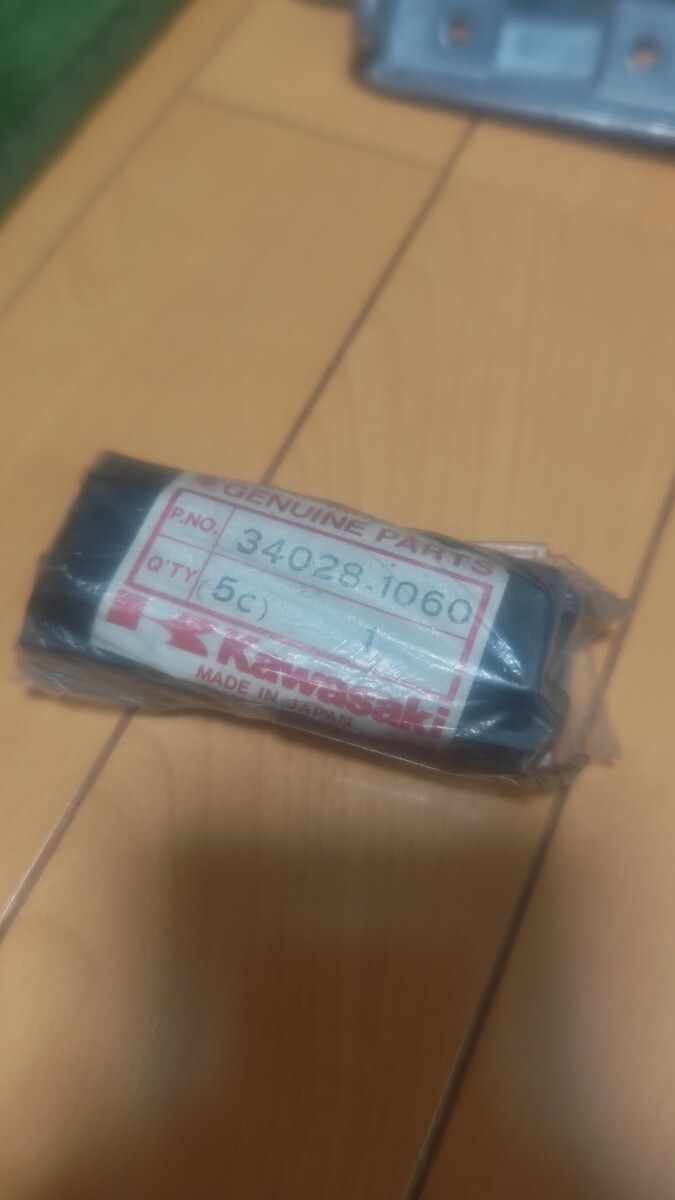 GENUINE PARTS
P.NO. 34028-1060
Q'TY (5C) 1
Kawasaki
MADE IN JAPAN